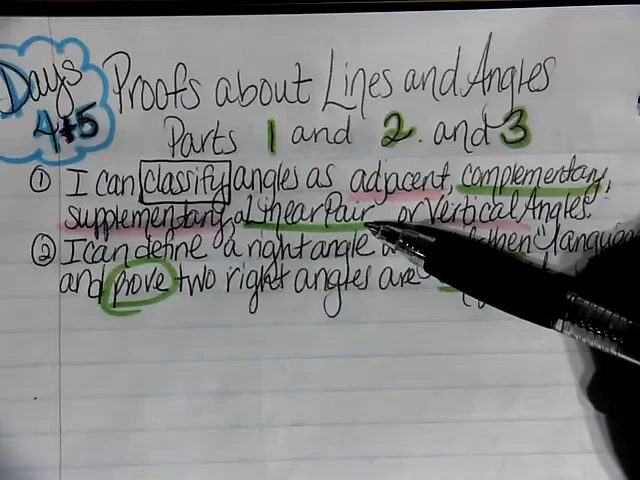 Days 4+5
Proofs about Lines and Angles
Parts 1 and 2. and 3
① I can classify angles as adjacent, complementary,
supplementary, a Linear Pair, or Vertical Angles.
② I can define a right angle "then" language
and prove two right angles are